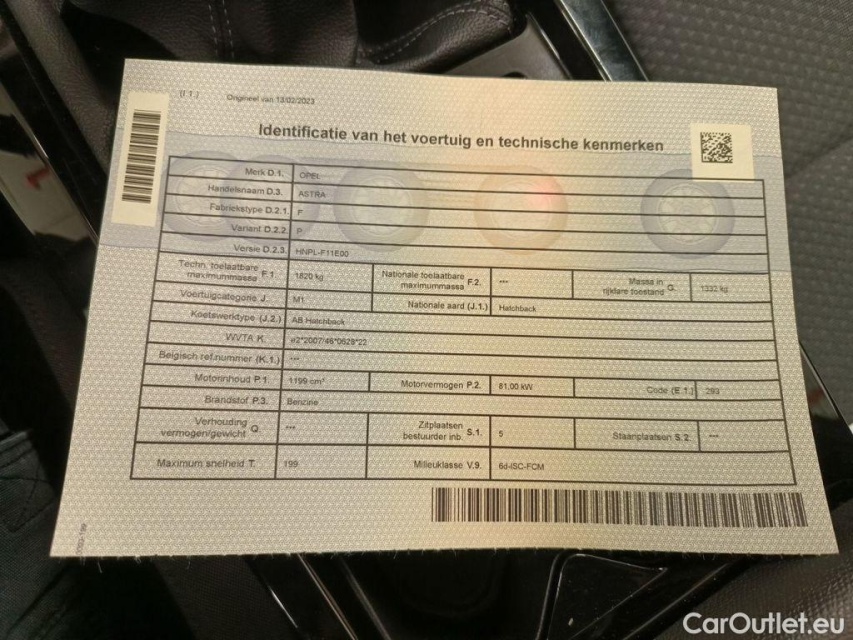 (I.1.) Origineel van 13/02/2023
Identificatie van het voertuig en technische kenmerken
Merk D.1. OPEL
Handelsnaam D.3. ASTRA
Fabriekstype D.2.1. F
Variant D.2.2. P
Versie D.2.3. HNPL-F11E00
Techn. toelaatbare maximummassa F.1. 1820 kg Nationale toelaatbare maximummassa F.2. --- Massa in rijklare toestand G. 1332 kg
Voertuigcategorie J. M1 Nationale aard (J.1.) Hatchback
Koetswerktype (J.2.) AB Hatchback
WVTA K. e2*2007/46*0628*22
Belgisch ref.nummer (K.1.) ---
Motorinhoud P.1. 1199 cm³ Motorvermogen P.2. 81,00 kW Code (E.1.) 293
Brandstof P.3. Benzine
Verhouding vermogen/gewicht Q. --- Zitplaatsen bestuurder inb. S.1. 5 Staanplaatsen S.2. ---
Maximum snelheid T. 199 Milieuklasse V.9. 6d-ISC-FCM
CarOutlet.eu